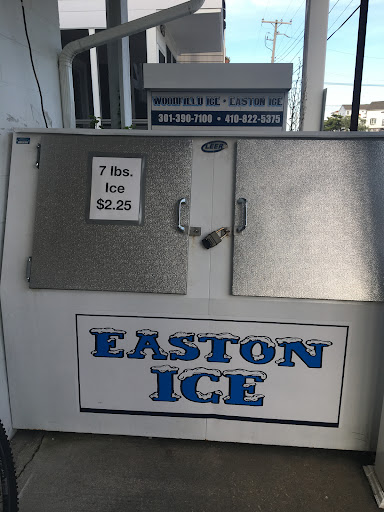 WOODFIELD ICE • EASTON ICE
301-390-7100 • 410-822-5375
LEER
7 lbs.
Ice
$2.25
EASTON
ICE